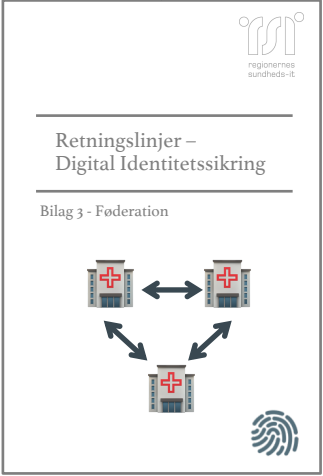 rsi
regionernes
sundheds-it
Retningslinjer –
Digital Identitetssikring
Bilag 3 - Føderation